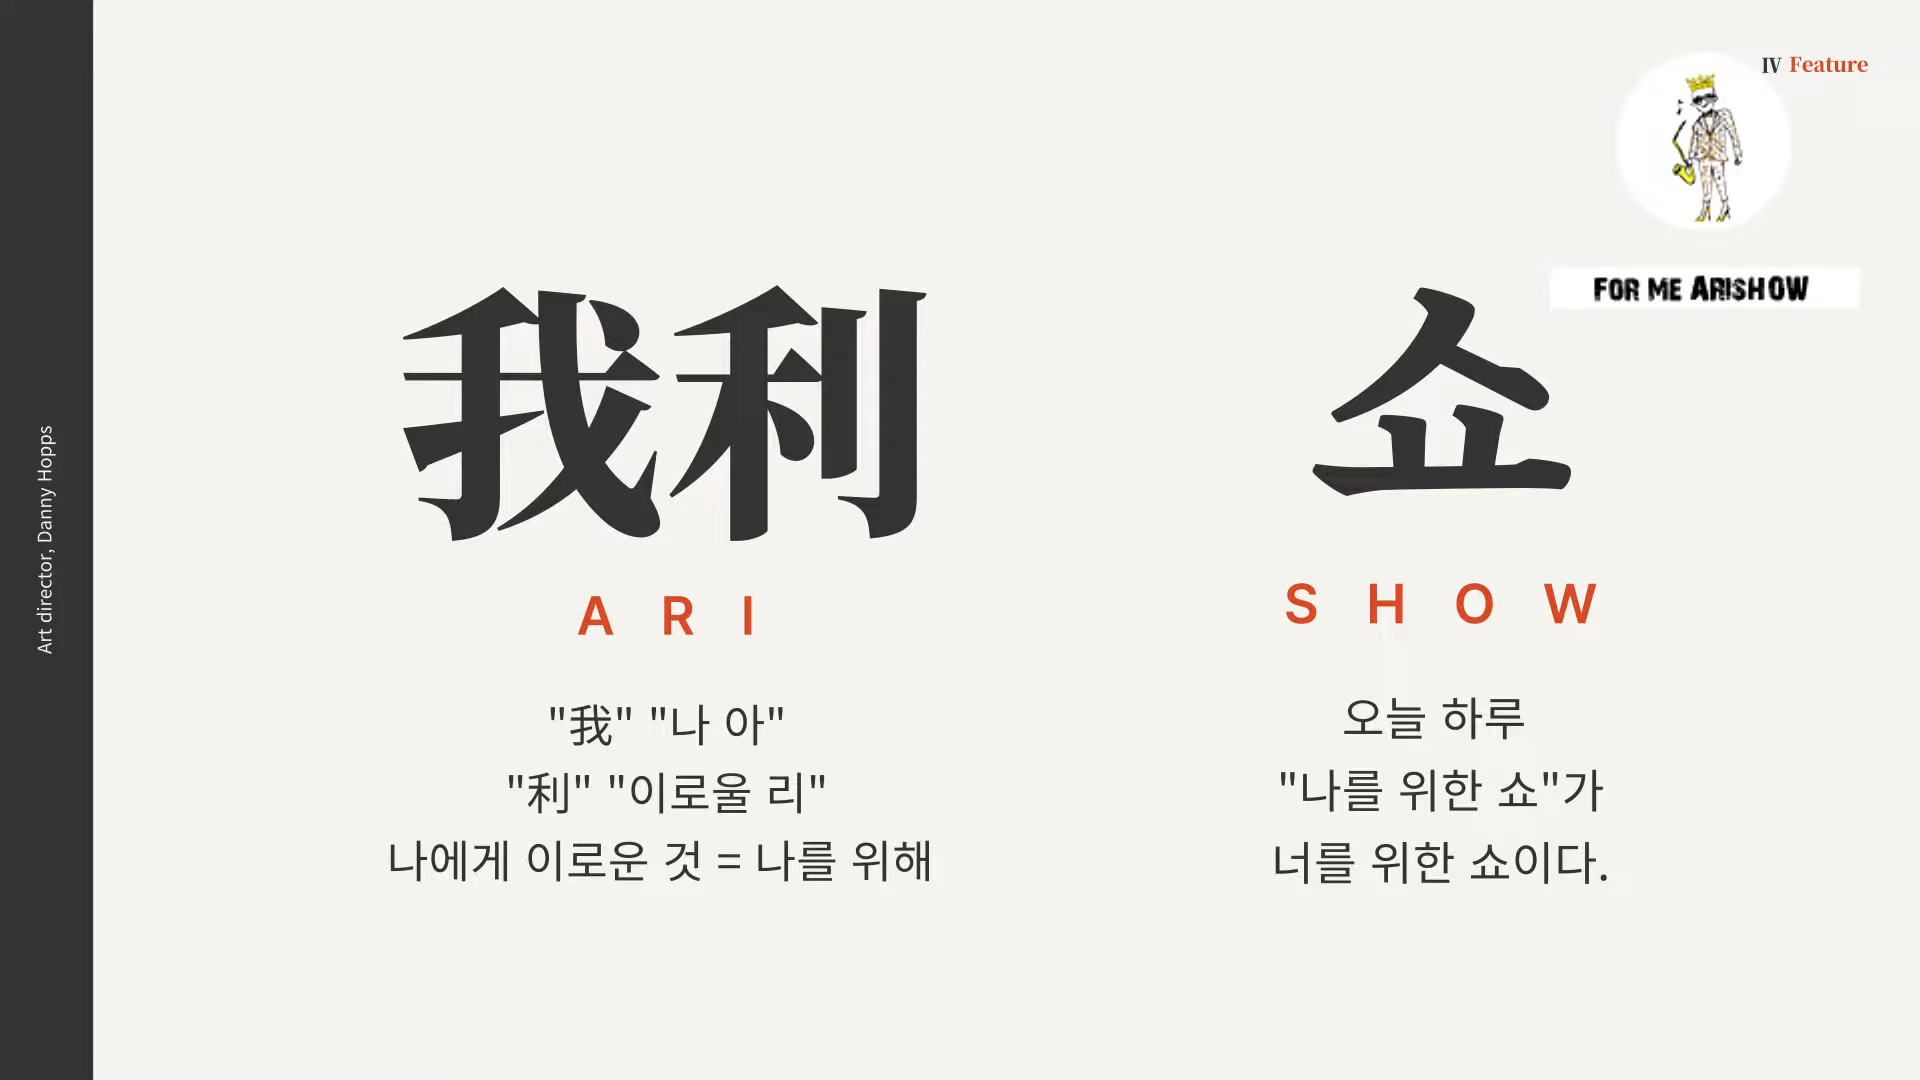 Ⅳ Feature
FOR ME ARISHOW
Art director, Danny Hopps
我利
ARI
"我" "나 아"
"利" "이로울 리"
나에게 이로운 것 = 나를 위해
쇼
SHOW
오늘 하루
"나를 위한 쇼"가
너를 위한 쇼이다.